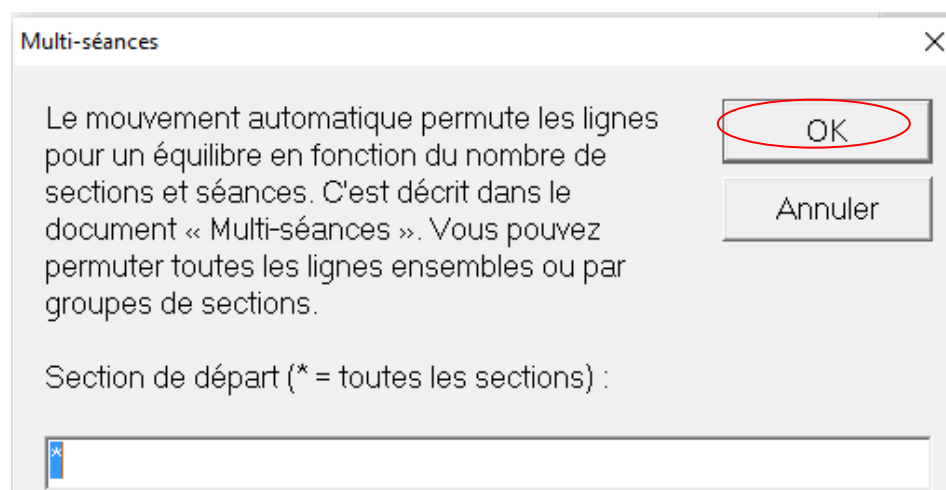 Multi-séances
Le mouvement automatique permute les lignes
pour un équilibre en fonction du nombre de
sections et séances. C'est décrit dans le
document « Multi-séances ». Vous pouvez
permuter toutes les lignes ensembles ou par
groupes de sections.
OK
Annuler
Section de départ (* = toutes les sections) :
*